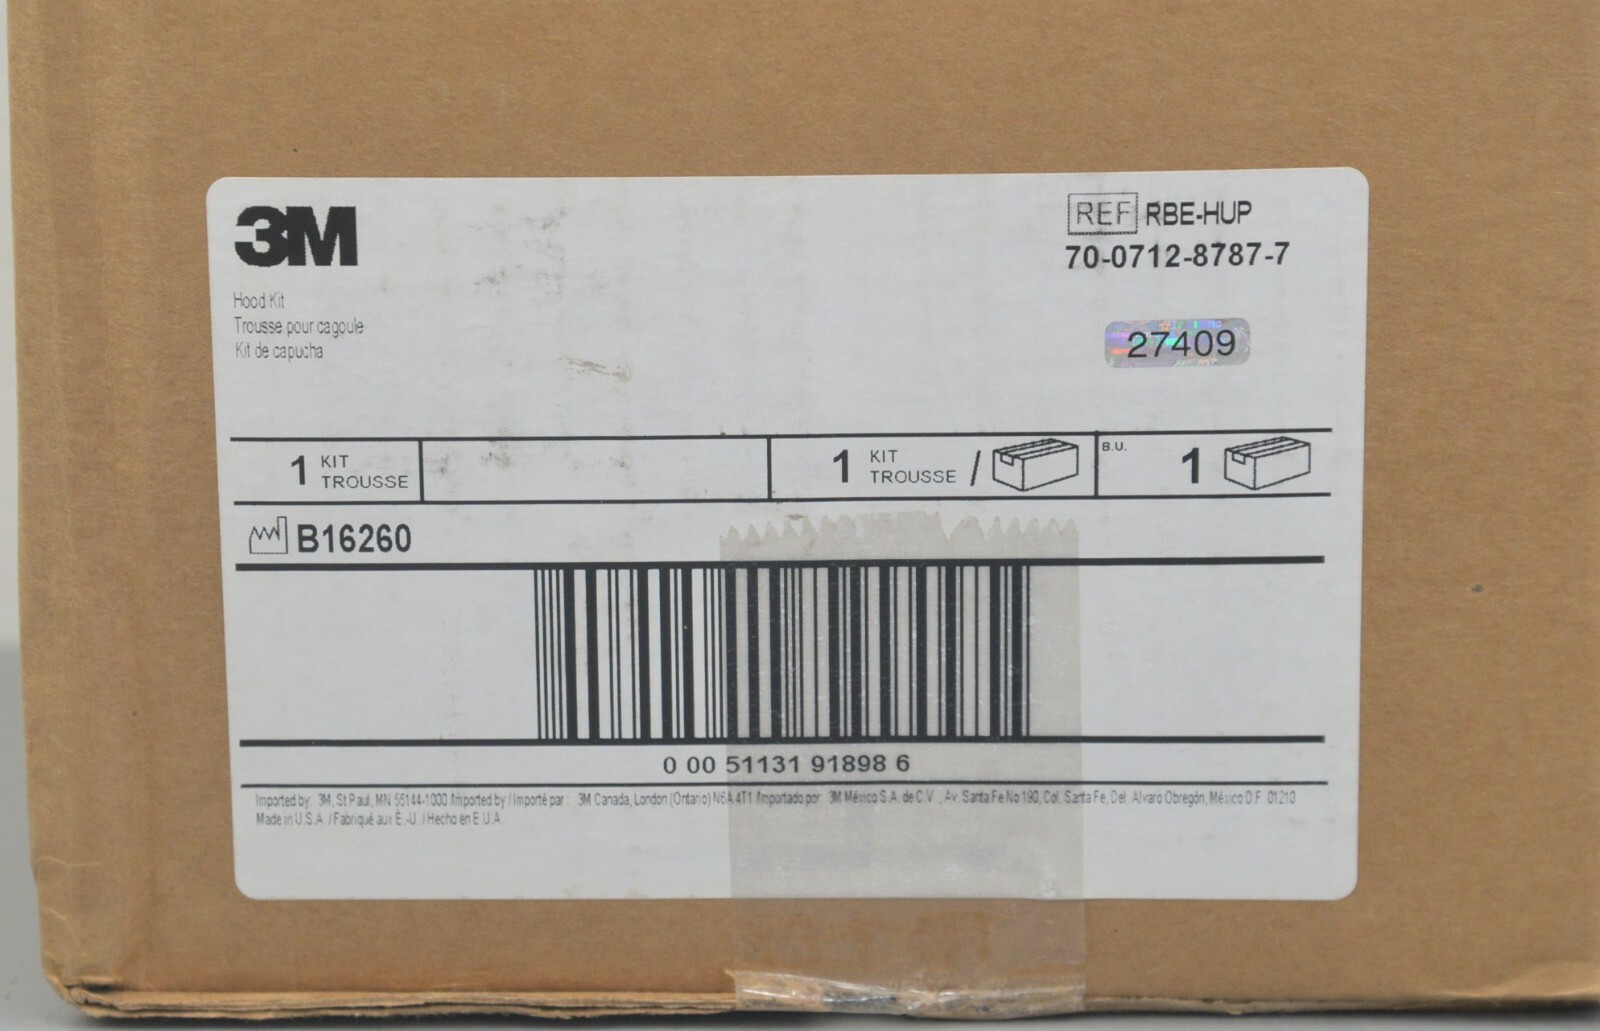 3M
REF RBE-HUP
70-0712-8787-7
Hood Kit
Trousse pour cagoule
Kit de capucha
27409
1 KIT TROUSSE
1 KIT TROUSSE /
B.U. 1
B16260
0 00 51131 91898 6
Imported by: 3M, St Paul, MN 55144-1000 /Imported by / Importé par : 3M Canada, London (Ontario) N6A 4T1 /Importado por: 3M México S.A. de C.V., Av. Santa Fe No 190, Col. Santa Fe, Del. Alvaro Obregón, México D.F. 01210
Made in U.S.A. / Fabriqué aux É.-U. / Hecho en E.U.A.